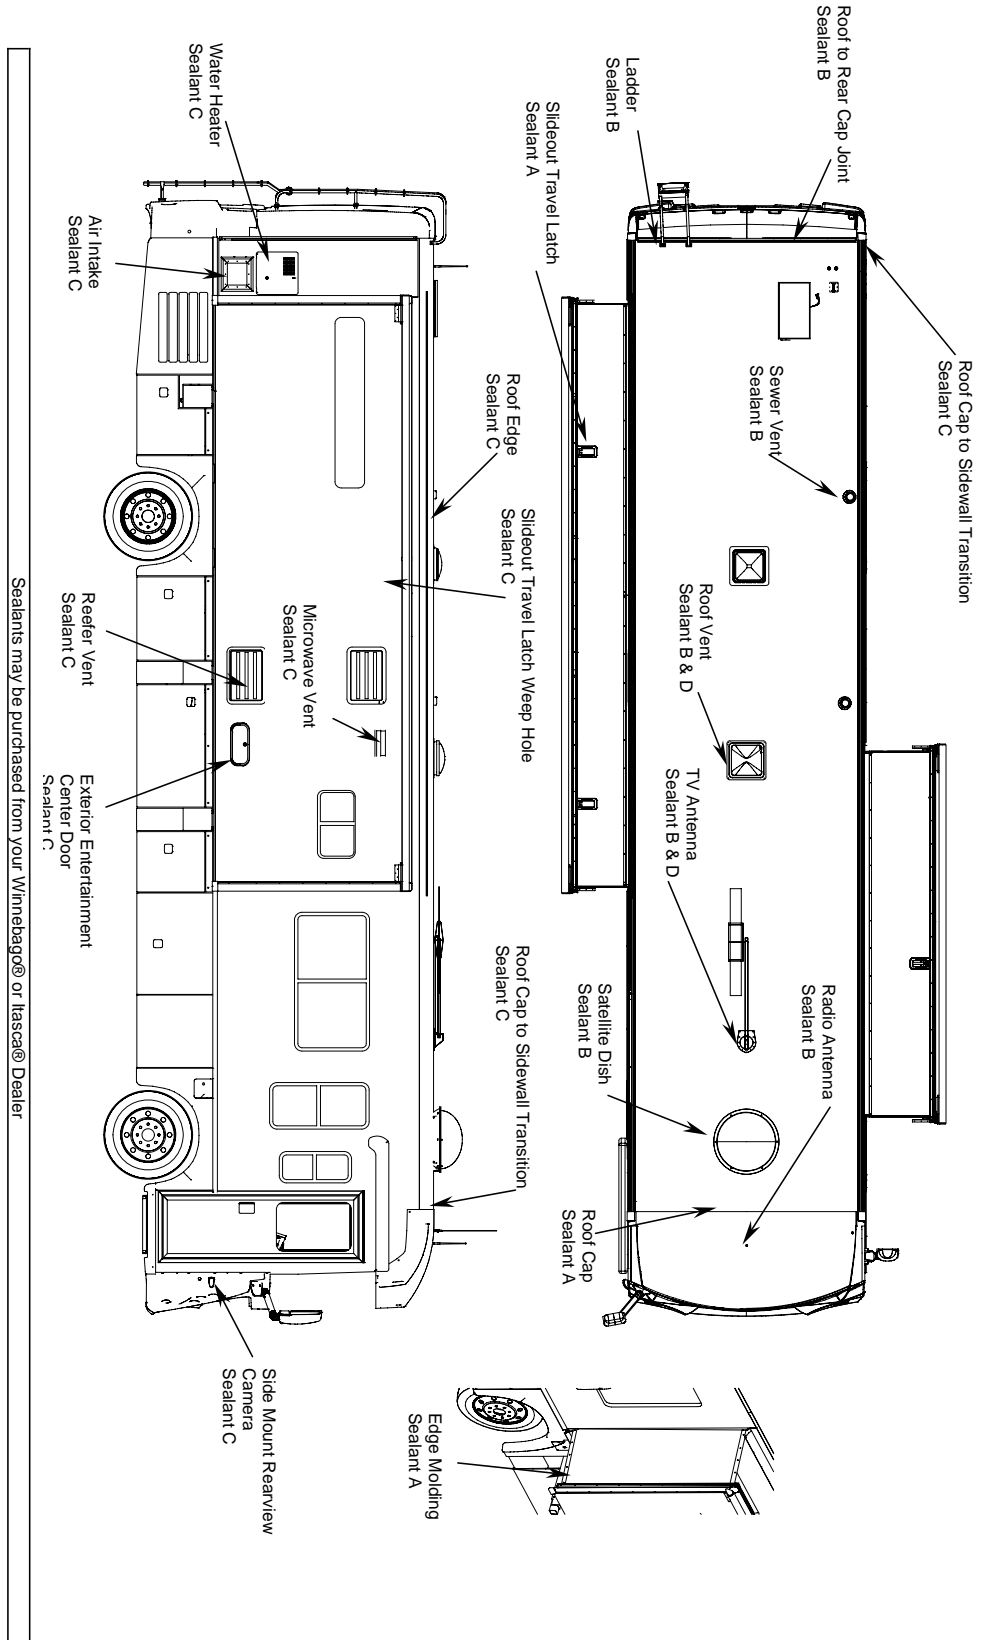 Roof Cap to Sidewall Transition
Sealant C
Roof to Rear Cap Joint
Sealant B
Sewer Vent
Sealant B
Radio Antenna
Sealant B
Roof Vent
Sealant B & D
TV Antenna
Sealant B & D
Ladder
Sealant B
Satellite Dish
Sealant B
Roof Cap
Sealant A
Slideout Travel Latch
Sealant A
Roof Edge
Sealant C
Slideout Travel Latch Weep Hole
Sealant C
Roof Cap to Sidewall Transition
Sealant C
Edge Molding
Sealant A
Microwave Vent
Sealant C
Water Heater
Sealant C
Side Mount Rearview
Camera
Sealant C
Air Intake
Sealant C
Reefer Vent
Sealant C
Exterior Entertainment
Center Door
Sealant C
Sealants may be purchased from your Winnebago® or Itasca® Dealer